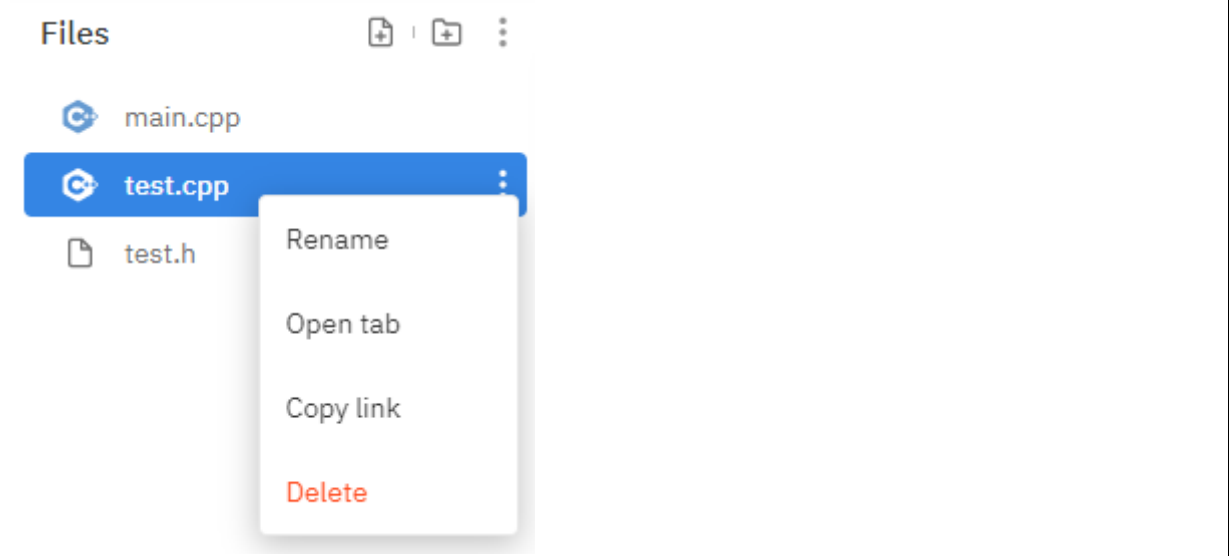 Files
main.cpp
test.cpp
test.h
Rename
Open tab
Copy link
Delete